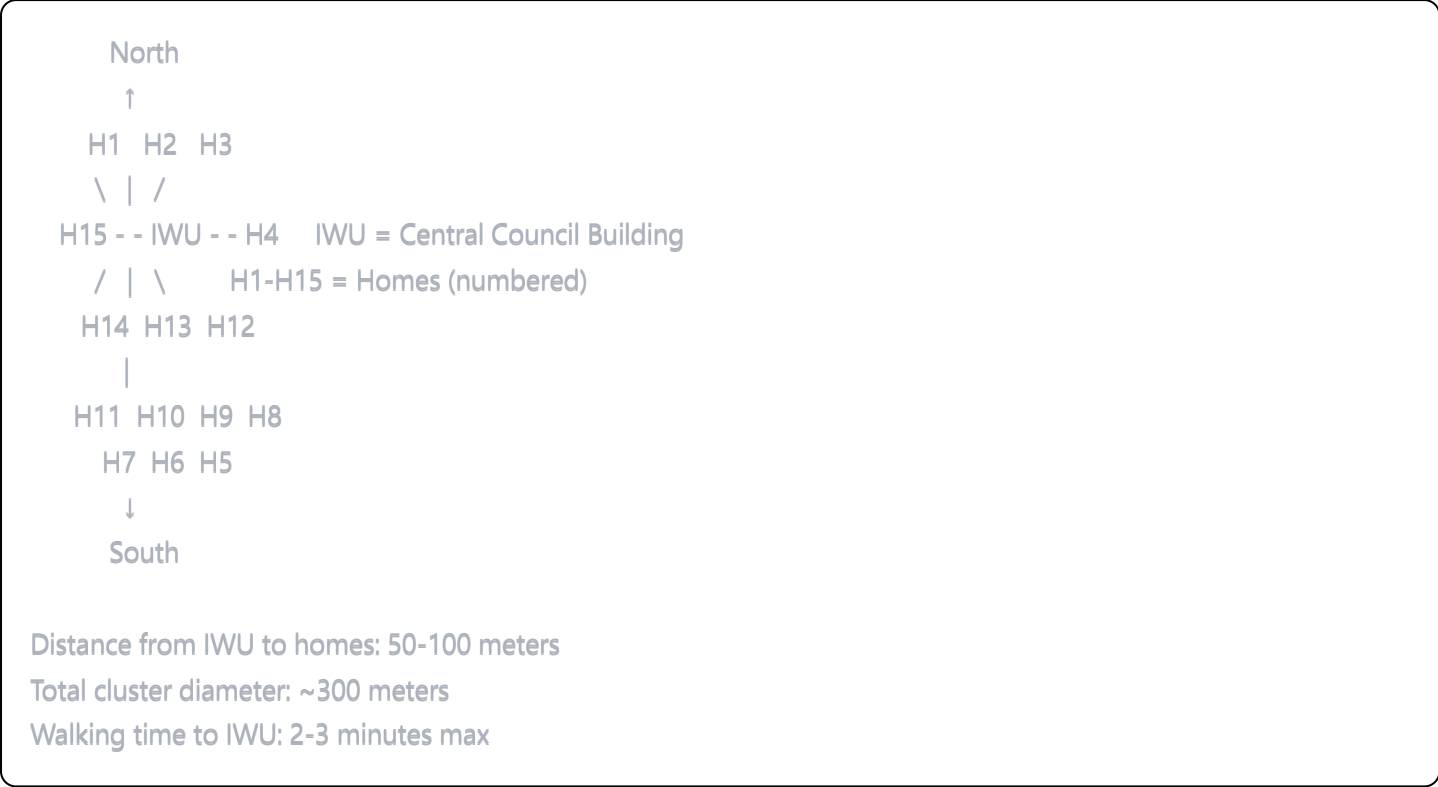 North
↑
H1 H2 H3
\ | /
H15 - - IWU - - H4 IWU = Central Council Building
/ | \ H1-H15 = Homes (numbered)
H14 H13 H12
|
H11 H10 H9 H8
H7 H6 H5
↓
South
Distance from IWU to homes: 50-100 meters
Total cluster diameter: ~300 meters
Walking time to IWU: 2-3 minutes max